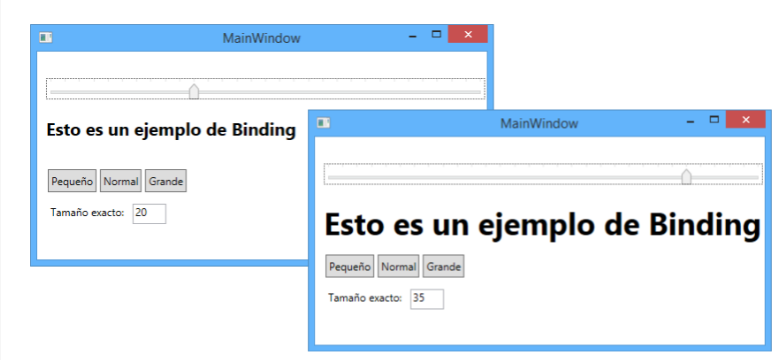 MainWindow
Esto es un ejemplo de Binding
Pequeño Normal Grande
Tamaño exacto: 20
MainWindow
Esto es un ejemplo de Binding
Pequeño Normal Grande
Tamaño exacto: 35